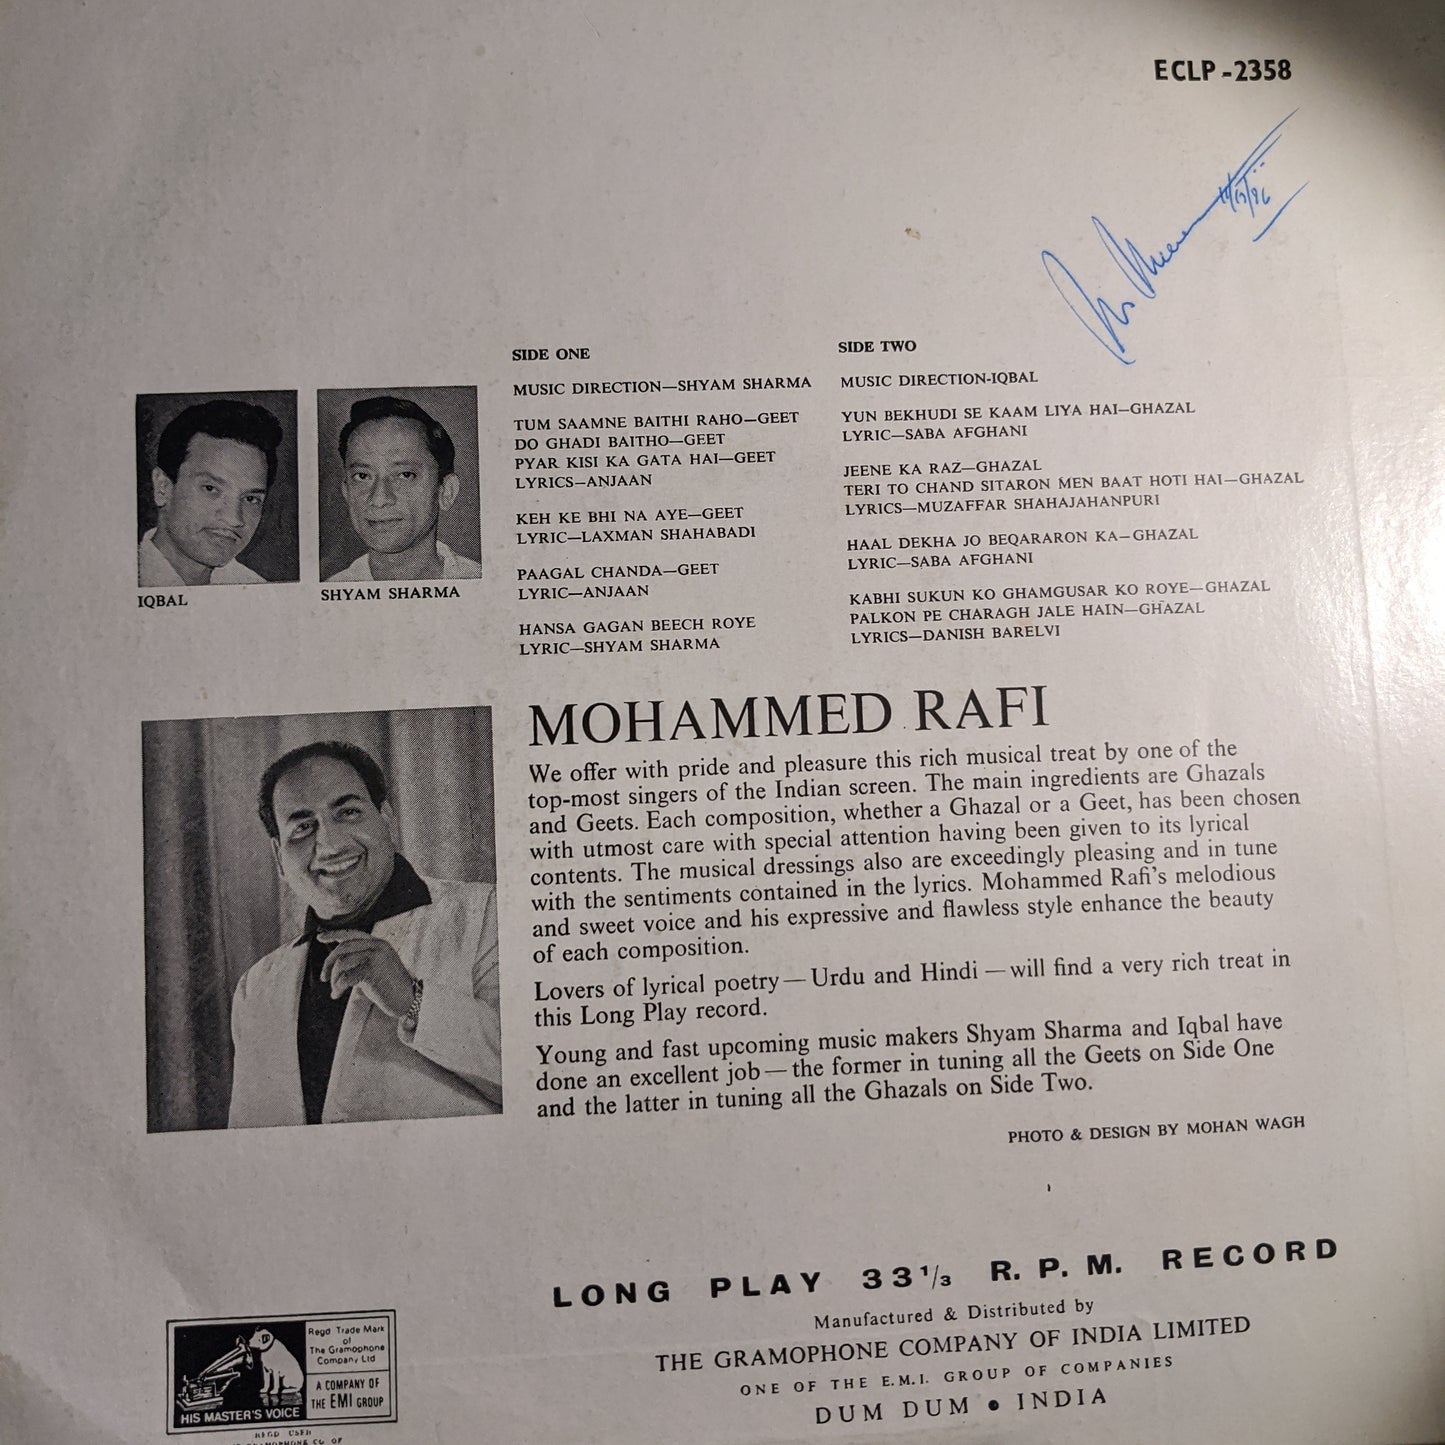 ECLP-2358
SIDE ONE
MUSIC DIRECTION—SHYAM SHARMA
TUM SAAMNE BAITHI RAHO—GEET
DO GHADI BAITHO—GEET
PYAR KISI KA GATA HAI—GEET
LYRICS—ANJAAN
KEH KE BHI NA AYE—GEET
LYRIC—LAXMAN SHAHABADI
PAAGAL CHANDA—GEET
LYRIC—ANJAAN
HANSA GAGAN BEECH ROYE
LYRIC—SHYAM SHARMA
SIDE TWO
MUSIC DIRECTION-IQBAL
YUN BEKHUDI SE KAAM LIYA HAI—GHAZAL
LYRIC—SABA AFGHANI
JEENE KA RAZ—GHAZAL
TERI TO CHAND SITARON MEN BAAT HOTI HAI—GHAZAL
LYRICS—MUZAFFAR SHAHAJAHANPURI
HAAL DEKHA JO BEQARARON KA—GHAZAL
LYRIC—SABA AFGHANI
KABHI SUKUN KO GHAMGUSAR KO ROYE—GHAZAL
PALKON PE CHARAGH JALE HAIN—GHAZAL
LYRICS—DANISH BARELVI
IQBAL
SHYAM SHARMA
MOHAMMED RAFI
We offer with pride and pleasure this rich musical treat by one of the
top-most singers of the Indian screen. The main ingredients are Ghazals
and Geets. Each composition, whether a Ghazal or a Geet, has been chosen
with utmost care with special attention having been given to its lyrical
contents. The musical dressings also are exceedingly pleasing and in tune
with the sentiments contained in the lyrics. Mohammed Rafi's melodious
and sweet voice and his expressive and flawless style enhance the beauty
of each composition.
Lovers of lyrical poetry—Urdu and Hindi—will find a very rich treat in
this Long Play record.
Young and fast upcoming music makers Shyam Sharma and Iqbal have
done an excellent job—the former in tuning all the Geets on Side One
and the latter in tuning all the Ghazals on Side Two.
PHOTO & DESIGN BY MOHAN WAGH
LONG PLAY 33 1/3 R. P. M. RECORD
Manufactured & Distributed by
THE GRAMOPHONE COMPANY OF INDIA LIMITED
ONE OF THE E.M.I. GROUP OF COMPANIES
DUM DUM • INDIA
Regd Trade Mark
of
The Gramophone
Company Ltd
A COMPANY OF
THE EMI GROUP
HIS MASTER'S VOICE
REGD USER